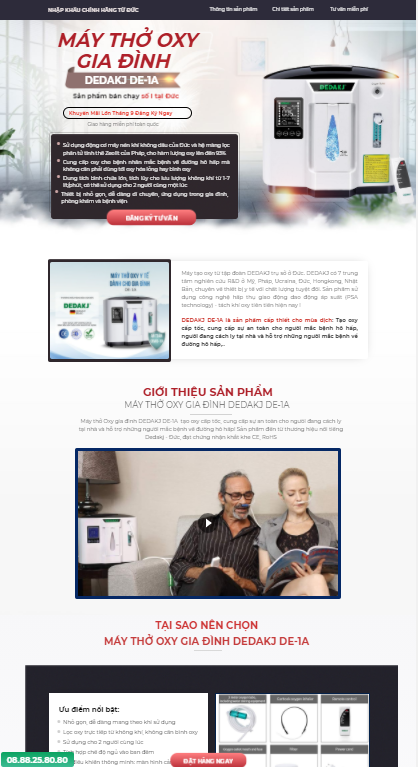 NHẬP KHẨU CHÍNH HÃNG TỪ ĐỨC
Thông tin sản phẩm
Chi tiết sản phẩm
Tư vấn miễn phí
MÁY THỞ OXY
GIA ĐÌNH
DEDAKJ DE-1A
Sản phẩm bán chạy số 1 tại Đức
Khuyến Mãi Lớn Tháng 9 Đăng Ký Ngay
Giao hàng miễn phí toàn quốc
Sử dụng động cơ máy nén khí không dầu của Đức và hệ màng lọc
phân tử tinh thể Zeolit của Pháp, cho hàm lượng oxy lên đến 93%
Cung cấp oxy cho bệnh nhân mắc bệnh về đường hô hấp mà
không cần phải dùng tới oxy hóa lỏng hay bình oxy
Dung tích bình chứa lớn, tích lũy cho lưu lượng không khí từ 1-7
lít/phút, có thể sử dụng cho 2 người cùng một lúc
Thiết bị nhỏ gọn, dễ dàng di chuyển, ứng dụng trong gia đình,
phòng khám và bệnh viện
ĐĂNG KÝ TƯ VẤN
DEDAKJ
MÁY THỞ OXY Y TẾ
DÀNH CHO GIA ĐÌNH
DE-1A
DEDAKJ
Máy tạo oxy từ tập đoàn DEDAKJ trụ sở ở Đức. DEDAKJ có 7 trung
tâm nghiên cứu R&D ở Mỹ, Pháp, Ucraina, Đức, Hongkong, Nhật
Bản, chuyên về thiết bị y tế với chất lượng tuyệt đối. Sản phẩm sử
dụng công nghệ hấp thụ giao động dao động áp suất (PSA
technology) - tách khí oxy tiên tiến hiện nay !
DEDAKJ DE-1A là sản phẩm cấp thiết cho mùa dịch: Tạo oxy
cấp tốc, cung cấp sự an toàn cho người mắc bệnh hô hấp,
người đang cách ly tại nhà và hỗ trợ những người mắc bệnh về
đường hô hấp,...
GIỚI THIỆU SẢN PHẨM
MÁY THỞ OXY GIA ĐÌNH DEDAKJ DE-1A
Máy thở Oxy gia đình DEDAKJ DE-1A tạo oxy cấp tốc, cung cấp sự an toàn cho người đang cách ly
tại nhà và hỗ trợ những người mắc bệnh về đường hô hấp! Sản phẩm đến từ thương hiệu nổi tiếng
Dedakj - Đức, đạt chứng nhận khắt khe CE, RoHS
TẠI SAO NÊN CHỌN
MÁY THỞ OXY GIA ĐÌNH DEDAKJ DE-1A
Ưu điểm nổi bật:
Nhỏ gọn, dễ dàng mang theo khi sử dụng
Lọc oxy trực tiếp từ không khí, không cần bình oxy
Sử dụng cho 2 người cùng lúc
hợp chế độ ngủ vào ban đêm
khiển thông minh: màn hình cả
08.88.25.80.80
ĐẶT HÀNG NGAY